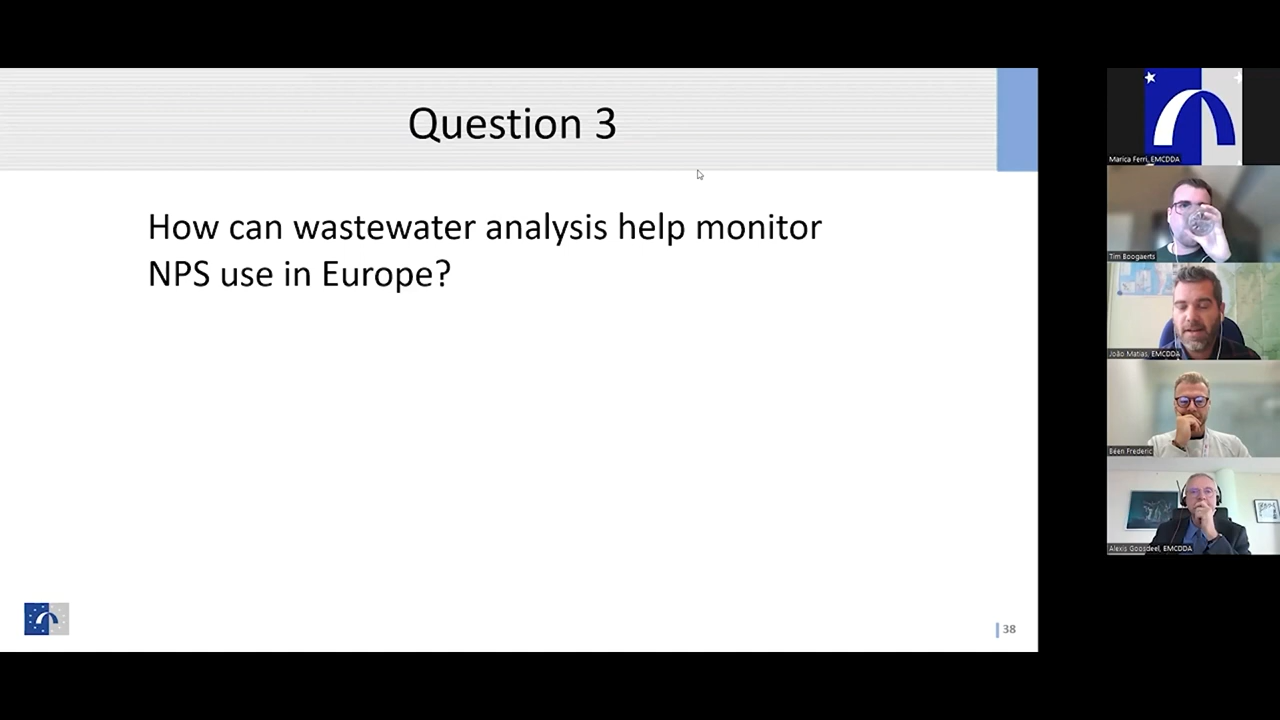 Question 3
How can wastewater analysis help monitor
NPS use in Europe?
38
Marica Ferri, EMCDDA
Tim Boogaerts
João Matias, EMCDDA
Béen Frederic
Alexis Goosdeel, EMCDDA